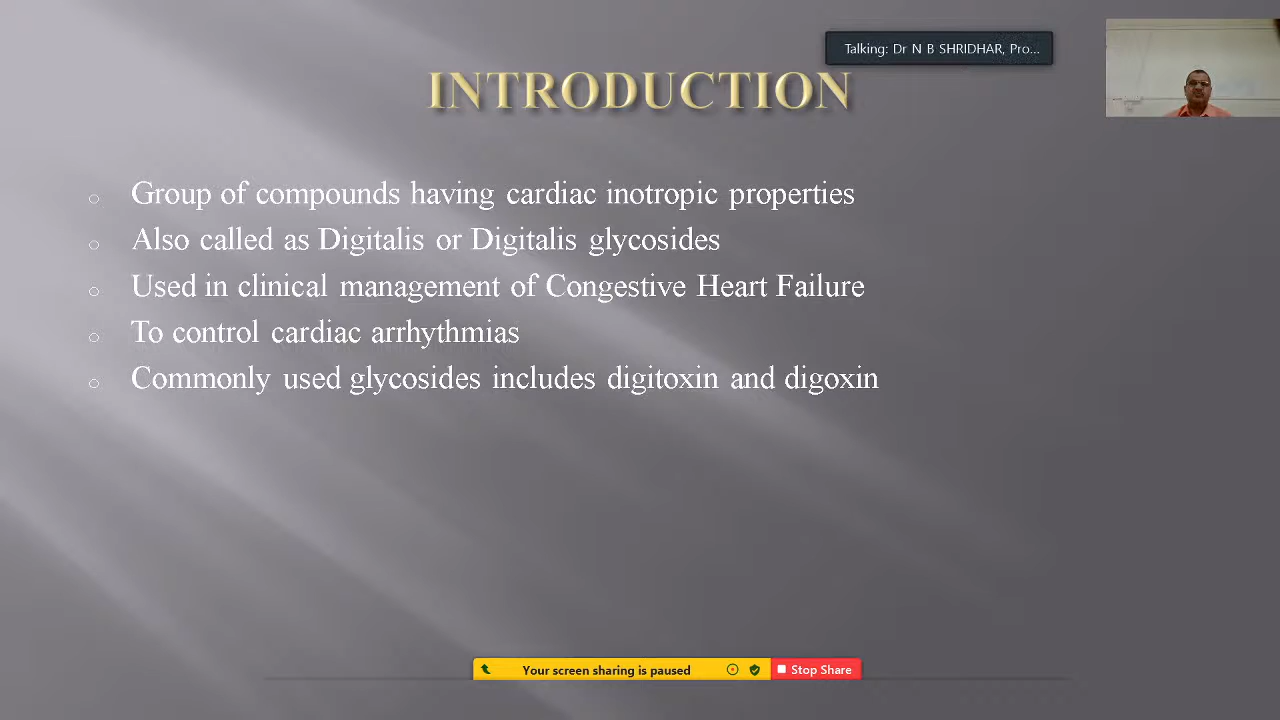 Talking: Dr N B SHRIDHAR, Pro...
INTRODUCTION
Group of compounds having cardiac inotropic properties
Also called as Digitalis or Digitalis glycosides
Used in clinical management of Congestive Heart Failure
To control cardiac arrhythmias
Commonly used glycosides includes digitoxin and digoxin
Your screen sharing is paused Stop Share